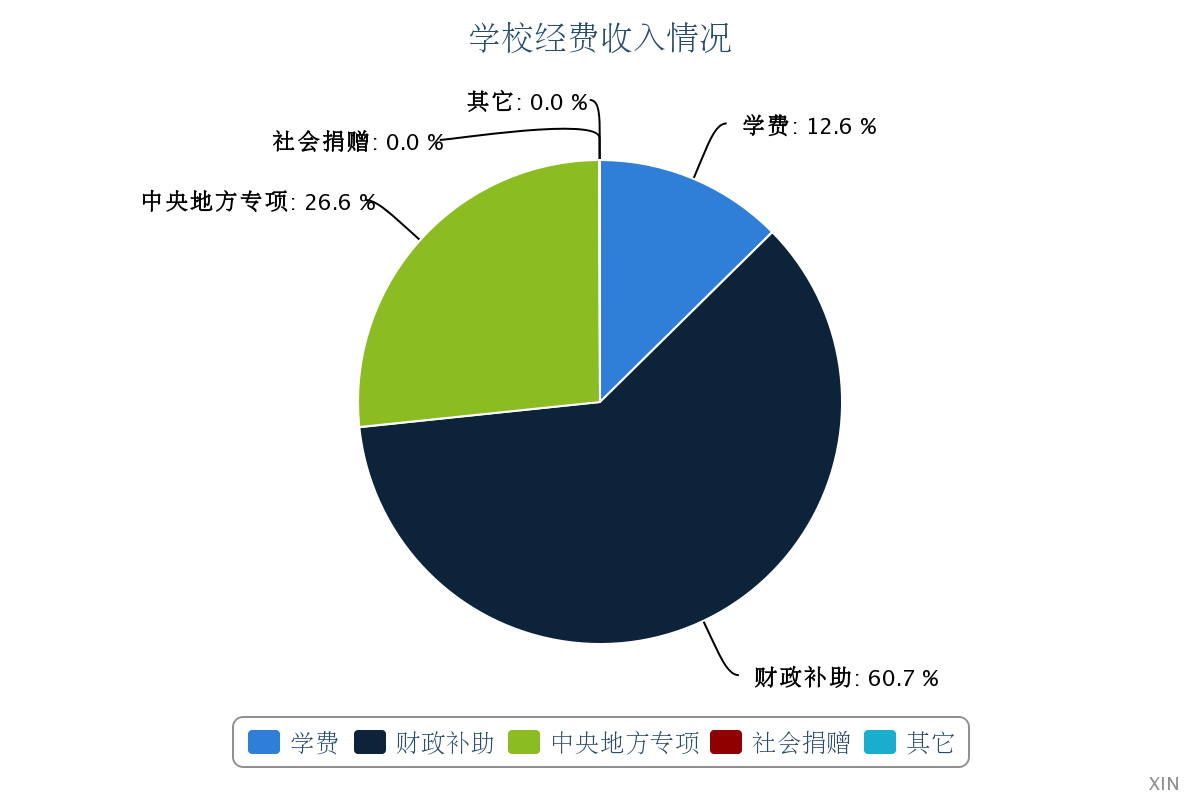 学校经费收入情况
其它: 0.0 %
学费: 12.6 %
社会捐赠: 0.0 %
中央地方专项: 26.6 %
财政补助: 60.7 %
学费 财政补助 中央地方专项 社会捐赠 其它
XIN